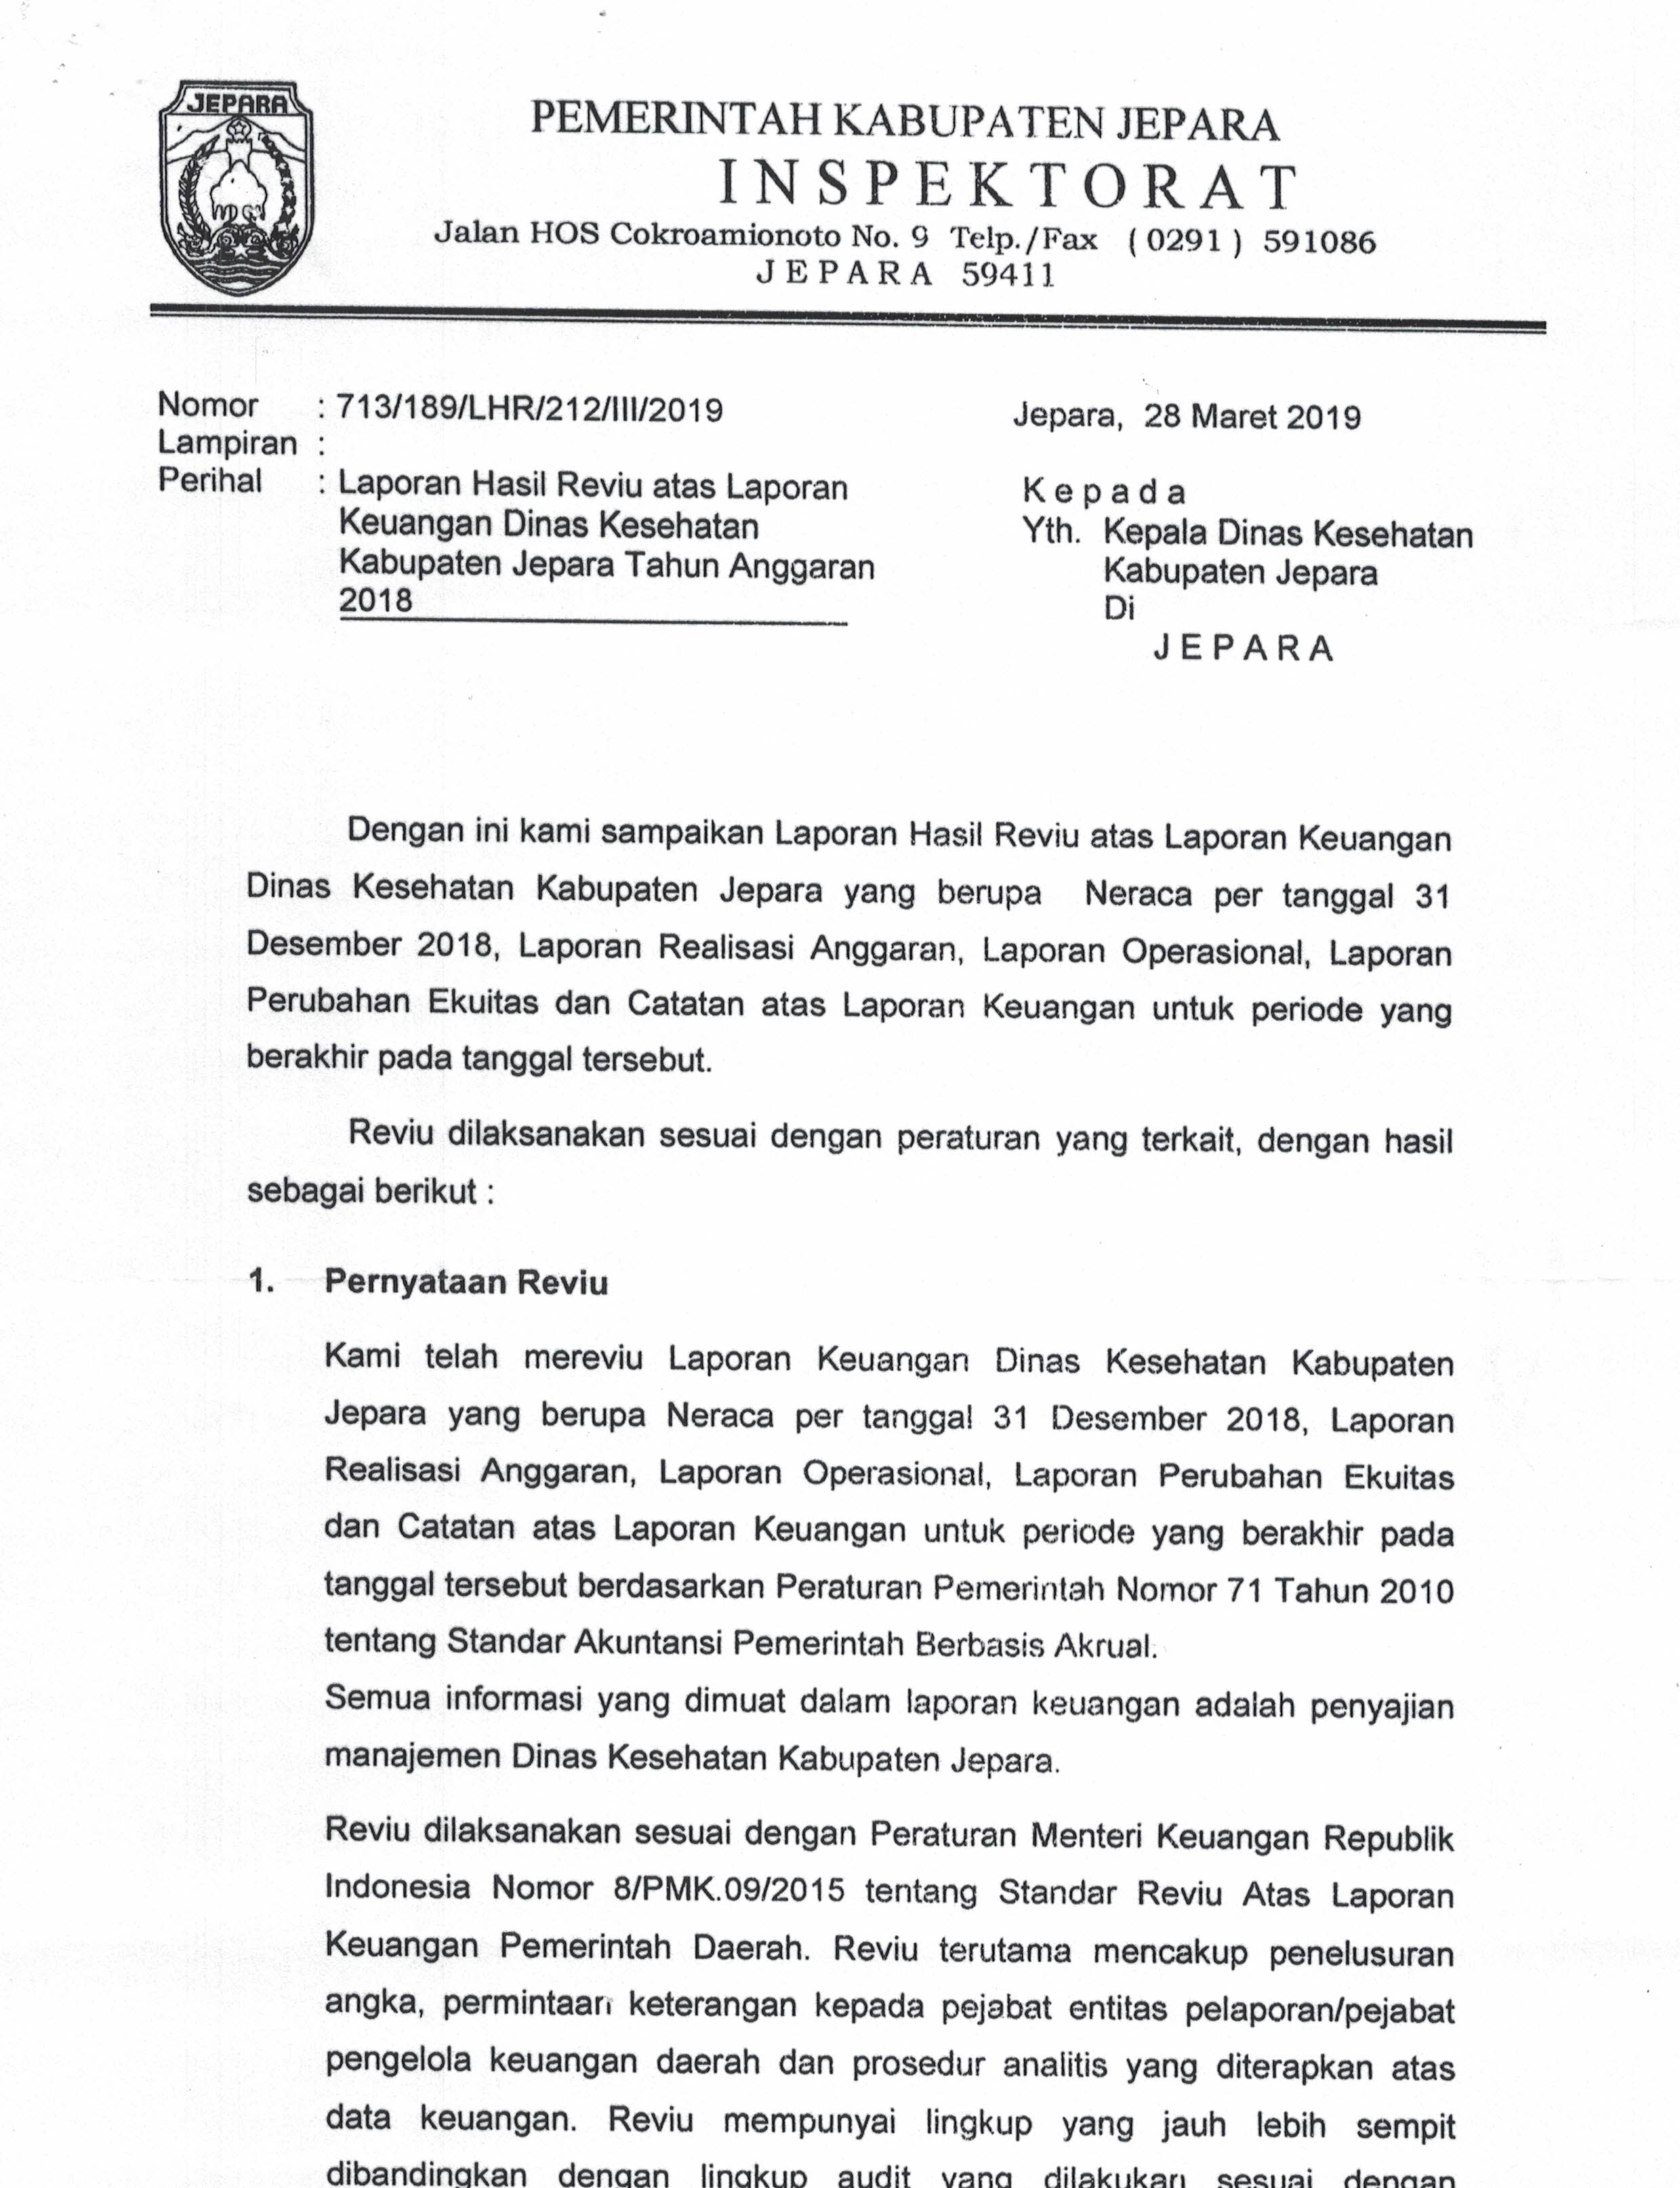 JEPARA
PEMERINTAH KABUPATEN JEPARA
INSPEKTORAT
Jalan HOS Cokroamionoto No. 9 Telp./Fax ( 0291 ) 591086
JEPARA 59411
Nomor : 713/189/LHR/212/III/2019
Jepara, 28 Maret 2019
Lampiran :
Perihal : Laporan Hasil Reviu atas Laporan
Keuangan Dinas Kesehatan
Kabupaten Jepara Tahun Anggaran
2018
Kepada
Yth. Kepala Dinas Kesehatan
Kabupaten Jepara
Di
JEPARA
Dengan ini kami sampaikan Laporan Hasil Reviu atas Laporan Keuangan
Dinas Kesehatan Kabupaten Jepara yang berupa Neraca per tanggal 31
Desember 2018, Laporan Realisasi Anggaran, Laporan Operasional, Laporan
Perubahan Ekuitas dan Catatan atas Laporan Keuangan untuk periode yang
berakhir pada tanggal tersebut.
Reviu dilaksanakan sesuai dengan peraturan yang terkait, dengan hasil
sebagai berikut :
1. Pernyataan Reviu
Kami telah mereviu Laporan Keuangan Dinas Kesehatan Kabupaten
Jepara yang berupa Neraca per tanggal 31 Desember 2018, Laporan
Realisasi Anggaran, Laporan Operasional, Laporan Perubahan Ekuitas
dan Catatan atas Laporan Keuangan untuk periode yang berakhir pada
tanggal tersebut berdasarkan Peraturan Pemerintah Nomor 71 Tahun 2010
tentang Standar Akuntansi Pemerintah Berbasis Akrual.
Semua informasi yang dimuat dalam laporan keuangan adalah penyajian
manajemen Dinas Kesehatan Kabupaten Jepara.
Reviu dilaksanakan sesuai dengan Peraturan Menteri Keuangan Republik
Indonesia Nomor 8/PMK.09/2015 tentang Standar Reviu Atas Laporan
Keuangan Pemerintah Daerah. Reviu terutama mencakup penelusuran
angka, permintaan keterangan kepada pejabat entitas pelaporan/pejabat
pengelola keuangan daerah dan prosedur analitis yang diterapkan atas
data keuangan. Reviu mempunyai lingkup yang jauh lebih sempit
dibandingkan dengan lingkup audit yang dilakukan sesuai dengan